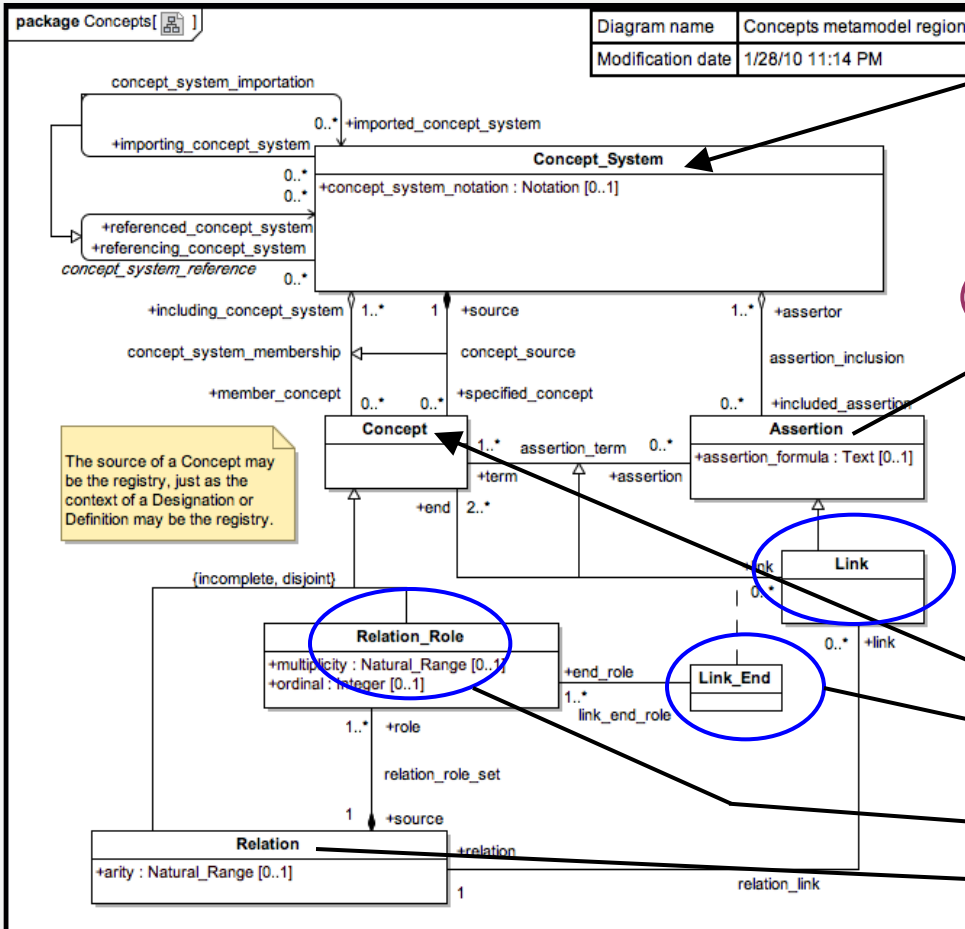 package Concepts[ ]
Diagram name Concepts metamodel region
Modification date 1/28/10 11:14 PM
concept_system_importation
0..* +imported_concept_system
+importing_concept_system
0..*
Concept_System
+concept_system_notation : Notation [0..1]
0..*
+referenced_concept_system
+referencing_concept_system
concept_system_reference
0..*
+including_concept_system 1..* 1 +source 1..* +assertor
concept_system_membership concept_source assertion_inclusion
+member_concept 0..* 0..* +specified_concept 0..* +included_assertion
Concept
Assertion
+assertion_formula : Text [0..1]
1..* assertion_term 0..*
+term +assertion
+end 2..*
The source of a Concept may
be the registry, just as the
context of a Designation or
Definition may be the registry.
Link
0..*
{incomplete, disjoint}
Relation_Role
+multiplicity : Natural_Range [0..1]
+ordinal : Integer [0..1]
0..* +link
+end_role
1..*
link_end_role
Link_End
1..* +role
relation_role_set
1 +source
Relation
+arity : Natural_Range [0..1]
+relation
1
relation_link